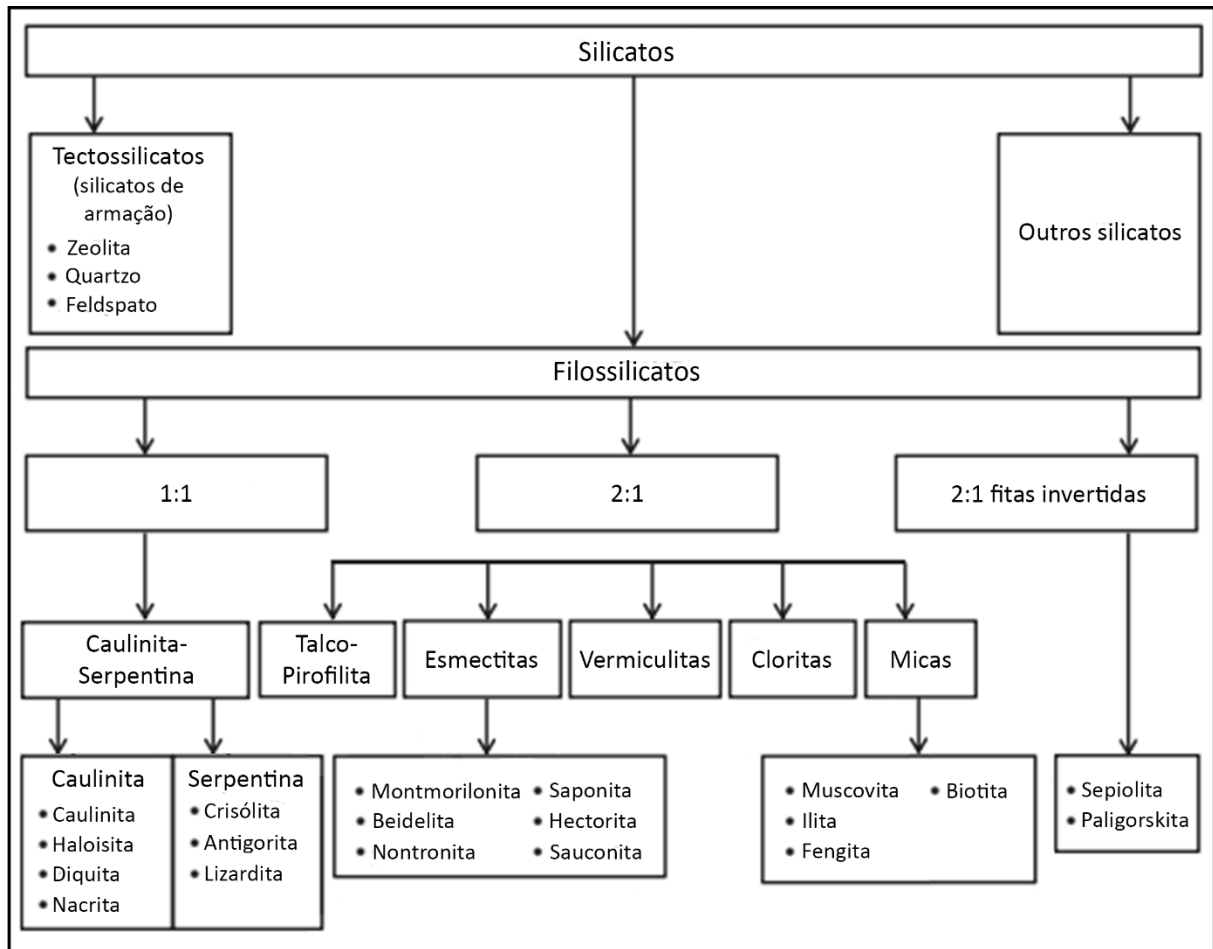 Silicatos
Tectossilicatos
(silicatos de
armação)
• Zeólita
• Quartzo
• Feldspato
Outros silicatos
Filossilicatos
1:1
2:1
2:1 fitas invertidas
Caulinita-
Serpentina
Talco-
Pirofilita
Esmectitas
Vermiculitas
Cloritas
Micas
Caulinita
• Caulinita
• Haloisita
• Diquita
• Nacrita
Serpentina
• Crisólita
• Antigorita
• Lizardita
• Montmorilonita
• Beidelita
• Nontronita
• Saponita
• Hectorita
• Sauconita
• Muscovita
• Ilita
• Fengita
• Biotita
• Sepiolita
• Paligorskita